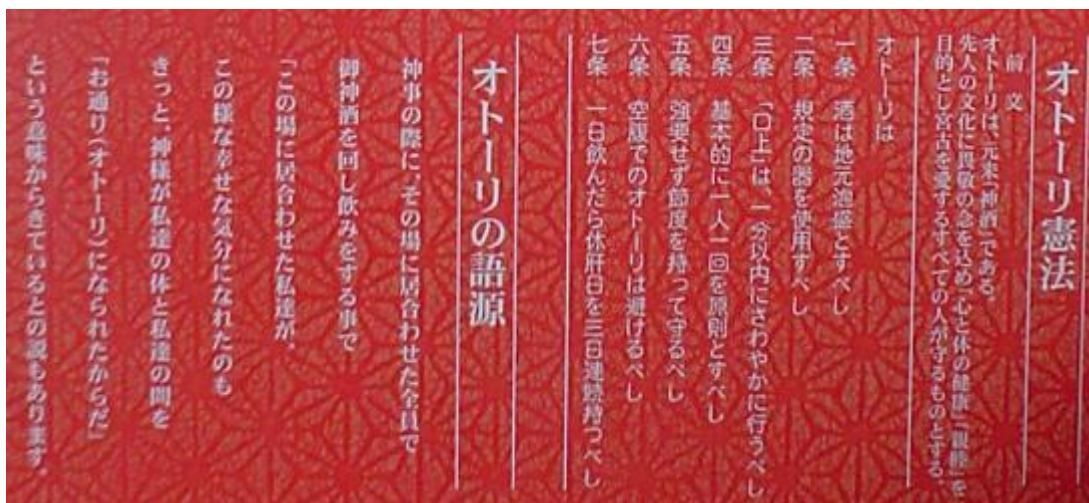 オトーリ憲法
前文
オトーリは、元来「神酒」である。
先人の文化に畏敬の念を込め「心と体の健康」「親睦」を
目的とし宮古を愛するすべての人が守るものとする。
オトーリは
一条 酒は地元泡盛とすべし
二条 規定の器を使用すべし
三条 「口上」は、一分以内にさわやかに行うべし
四条 基本的に一人一回を原則とすべし
五条 強要せず節度を持って守るべし
六条 空腹でのオトーリは避けるべし
七条 一日飲んだら休肝日を三日連続持つべし
オトーリの語源
神事の際に、その場に居合わせた全員で
御神酒を回し飲みをする事で
「この場に居合わせた私達が、
この様な幸せな気分になれたのも
きっと、神様が私達の体と私達の間を
「お通り(オトーリ)になられたからだ」
という意味からきているとの説もあります。